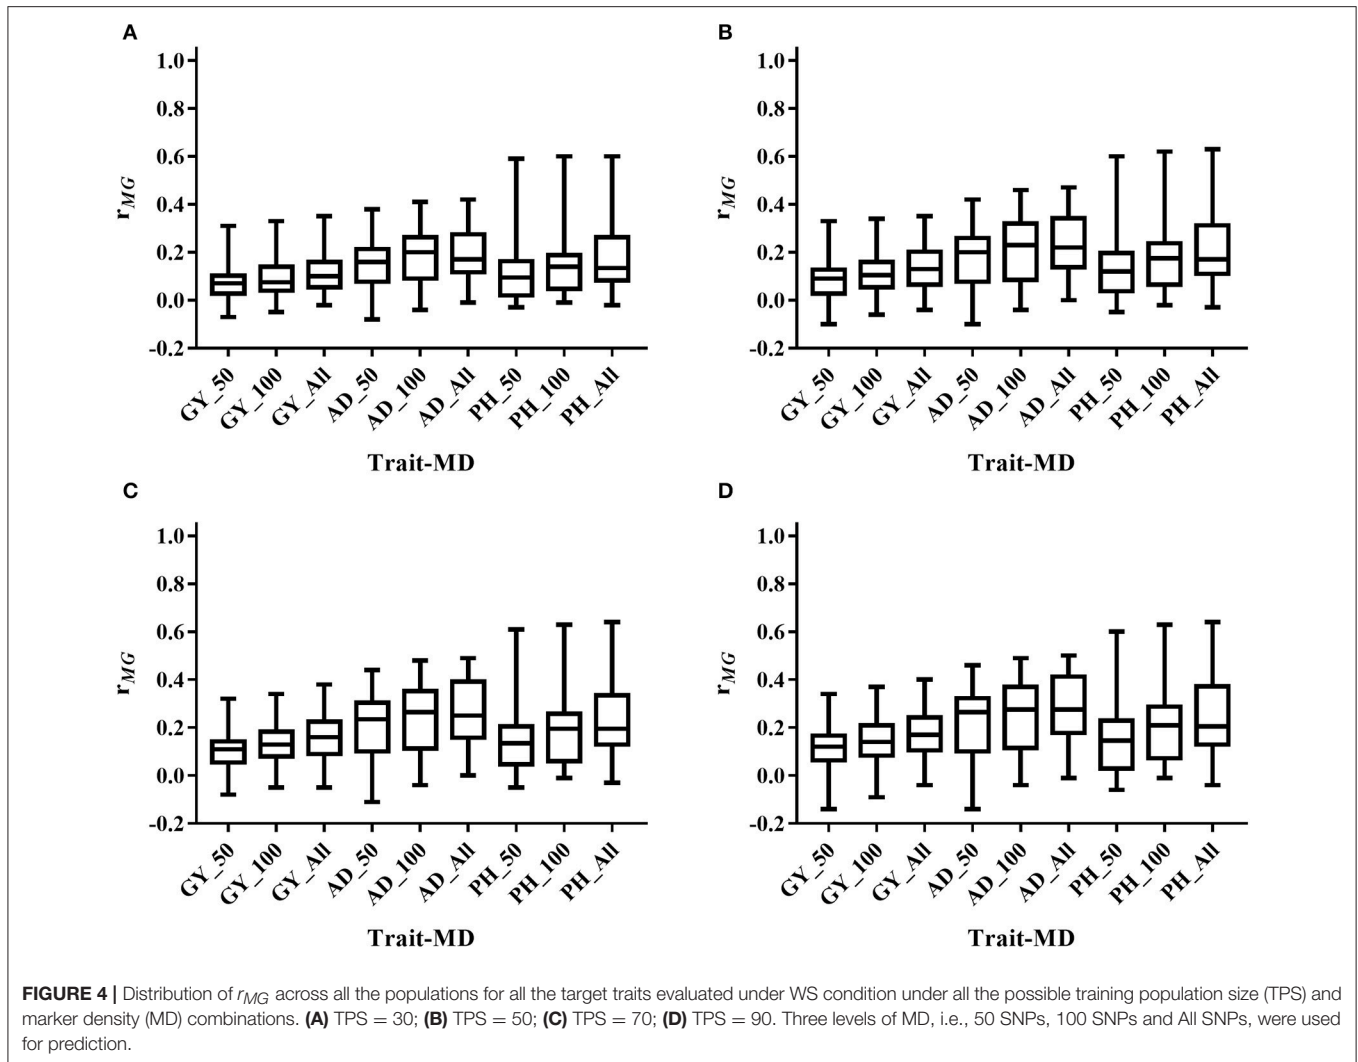 A
1.0
0.8
0.6
0.4
0.2
0.0
-0.2
rMG
GY_50 GY_100 GY_All AD_50 AD_100 AD_All PH_50 PH_100 PH_All
Trait-MD
B
1.0
0.8
0.6
0.4
0.2
0.0
-0.2
rMG
GY_50 GY_100 GY_All AD_50 AD_100 AD_All PH_50 PH_100 PH_All
Trait-MD
C
1.0
0.8
0.6
0.4
0.2
0.0
-0.2
rMG
GY_50 GY_100 GY_All AD_50 AD_100 AD_All PH_50 PH_100 PH_All
Trait-MD
D
1.0
0.8
0.6
0.4
0.2
0.0
-0.2
rMG
GY_50 GY_100 GY_All AD_50 AD_100 AD_All PH_50 PH_100 PH_All
Trait-MD
FIGURE 4 | Distribution of rMG across all the populations for all the target traits evaluated under WS condition under all the possible training population size (TPS) and
marker density (MD) combinations. (A) TPS = 30; (B) TPS = 50; (C) TPS = 70; (D) TPS = 90. Three levels of MD, i.e., 50 SNPs, 100 SNPs and All SNPs, were used
for prediction.